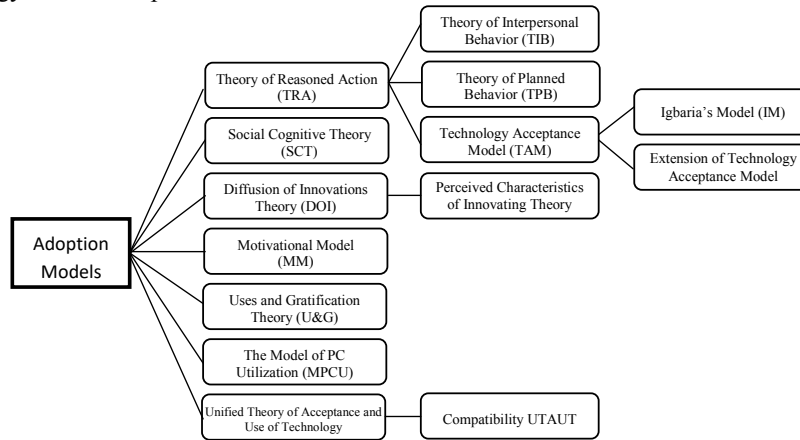 Theory of Interpersonal
Behavior (TIB)
Theory of Reasoned Action
(TRA)
Theory of Planned
Behavior (TPB)
Igbaria's Model (IM)
Social Cognitive Theory
(SCT)
Technology Acceptance
Model (TAM)
Extension of Technology
Acceptance Model
Diffusion of Innovations
Theory (DOI)
Perceived Characteristics
of Innovating Theory
Adoption
Models
Motivational Model
(MM)
Uses and Gratification
Theory (U&G)
The Model of PC
Utilization (MPCU)
Unified Theory of Acceptance and
Use of Technology
Compatibility UTAUT